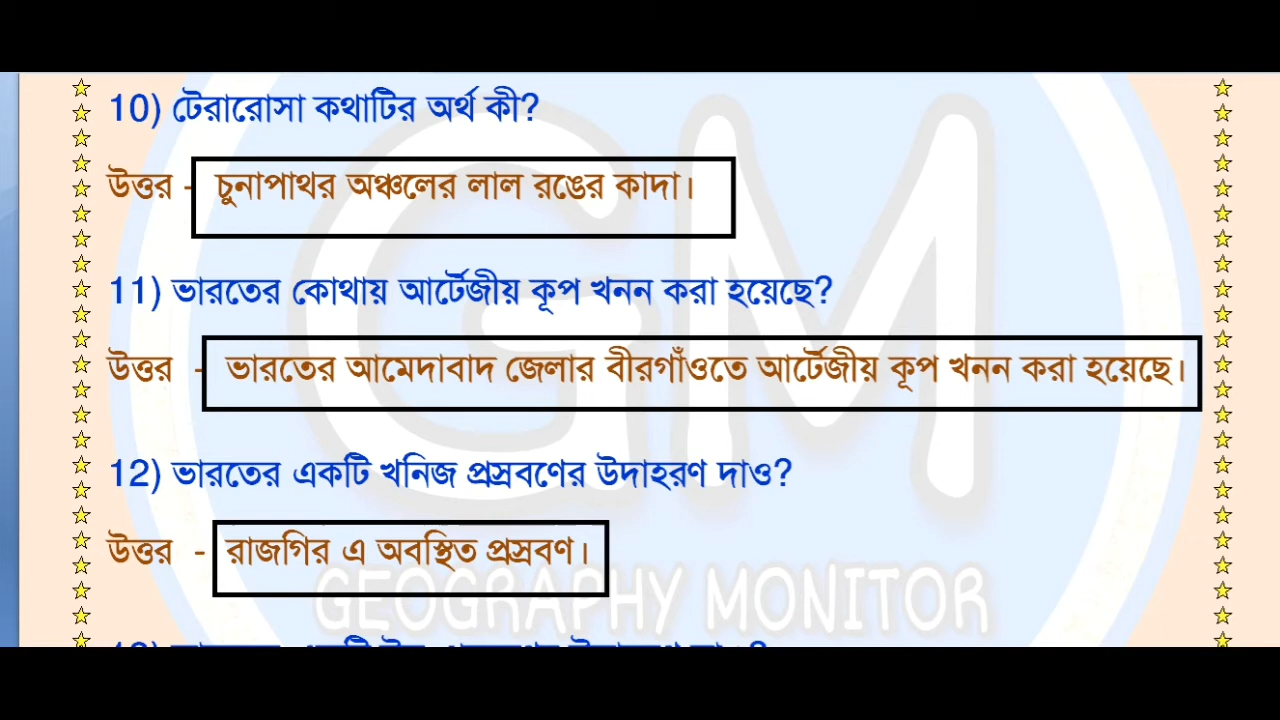 10) টেরারোসা কথাটির অর্থ কী?
উত্তর - চুনাপাথর অঞ্চলের লাল রঙের কাদা।
11) ভারতের কোথায় আর্টেজীয় কূপ খনন করা হয়েছে?
উত্তর - ভারতের আমেদাবাদ জেলার বীরগাঁওতে আর্টেজীয় কূপ খনন করা হয়েছে।
12) ভারতের একটি খনিজ প্রস্রবণের উদাহরণ দাও?
উত্তর - রাজগির এ অবস্থিত প্রস্রবণ।
GM
GEOGRAPHY MONITOR